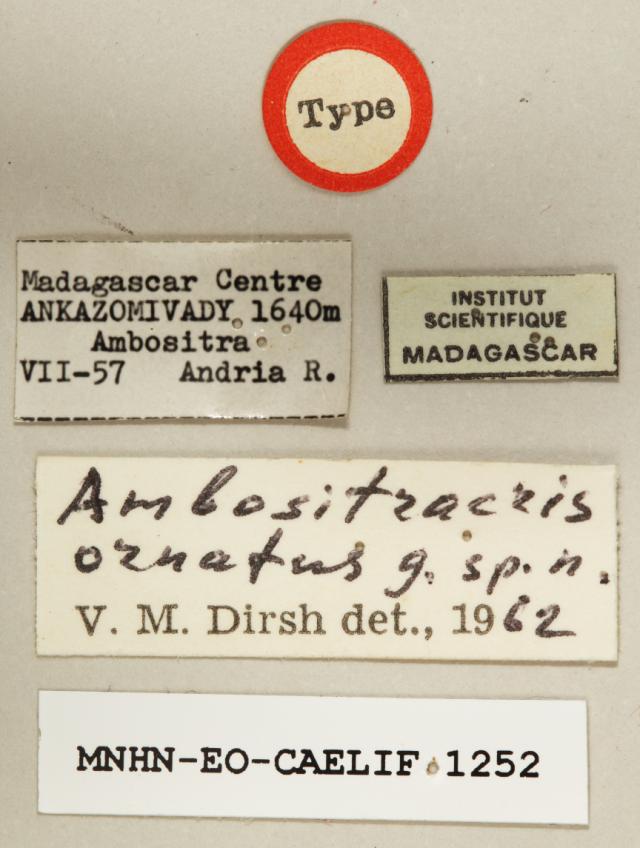 Type
Madagascar Centre
ANKAZOMIVADY 1640m
Ambositra
VII-57 Andria R.
INSTITUT
SCIENTIFIQUE
MADAGASCAR
Ambositracris
ornatus g. sp. n.
V. M. Dirsh det., 1962
MNHN-EO-CAELIF 1252